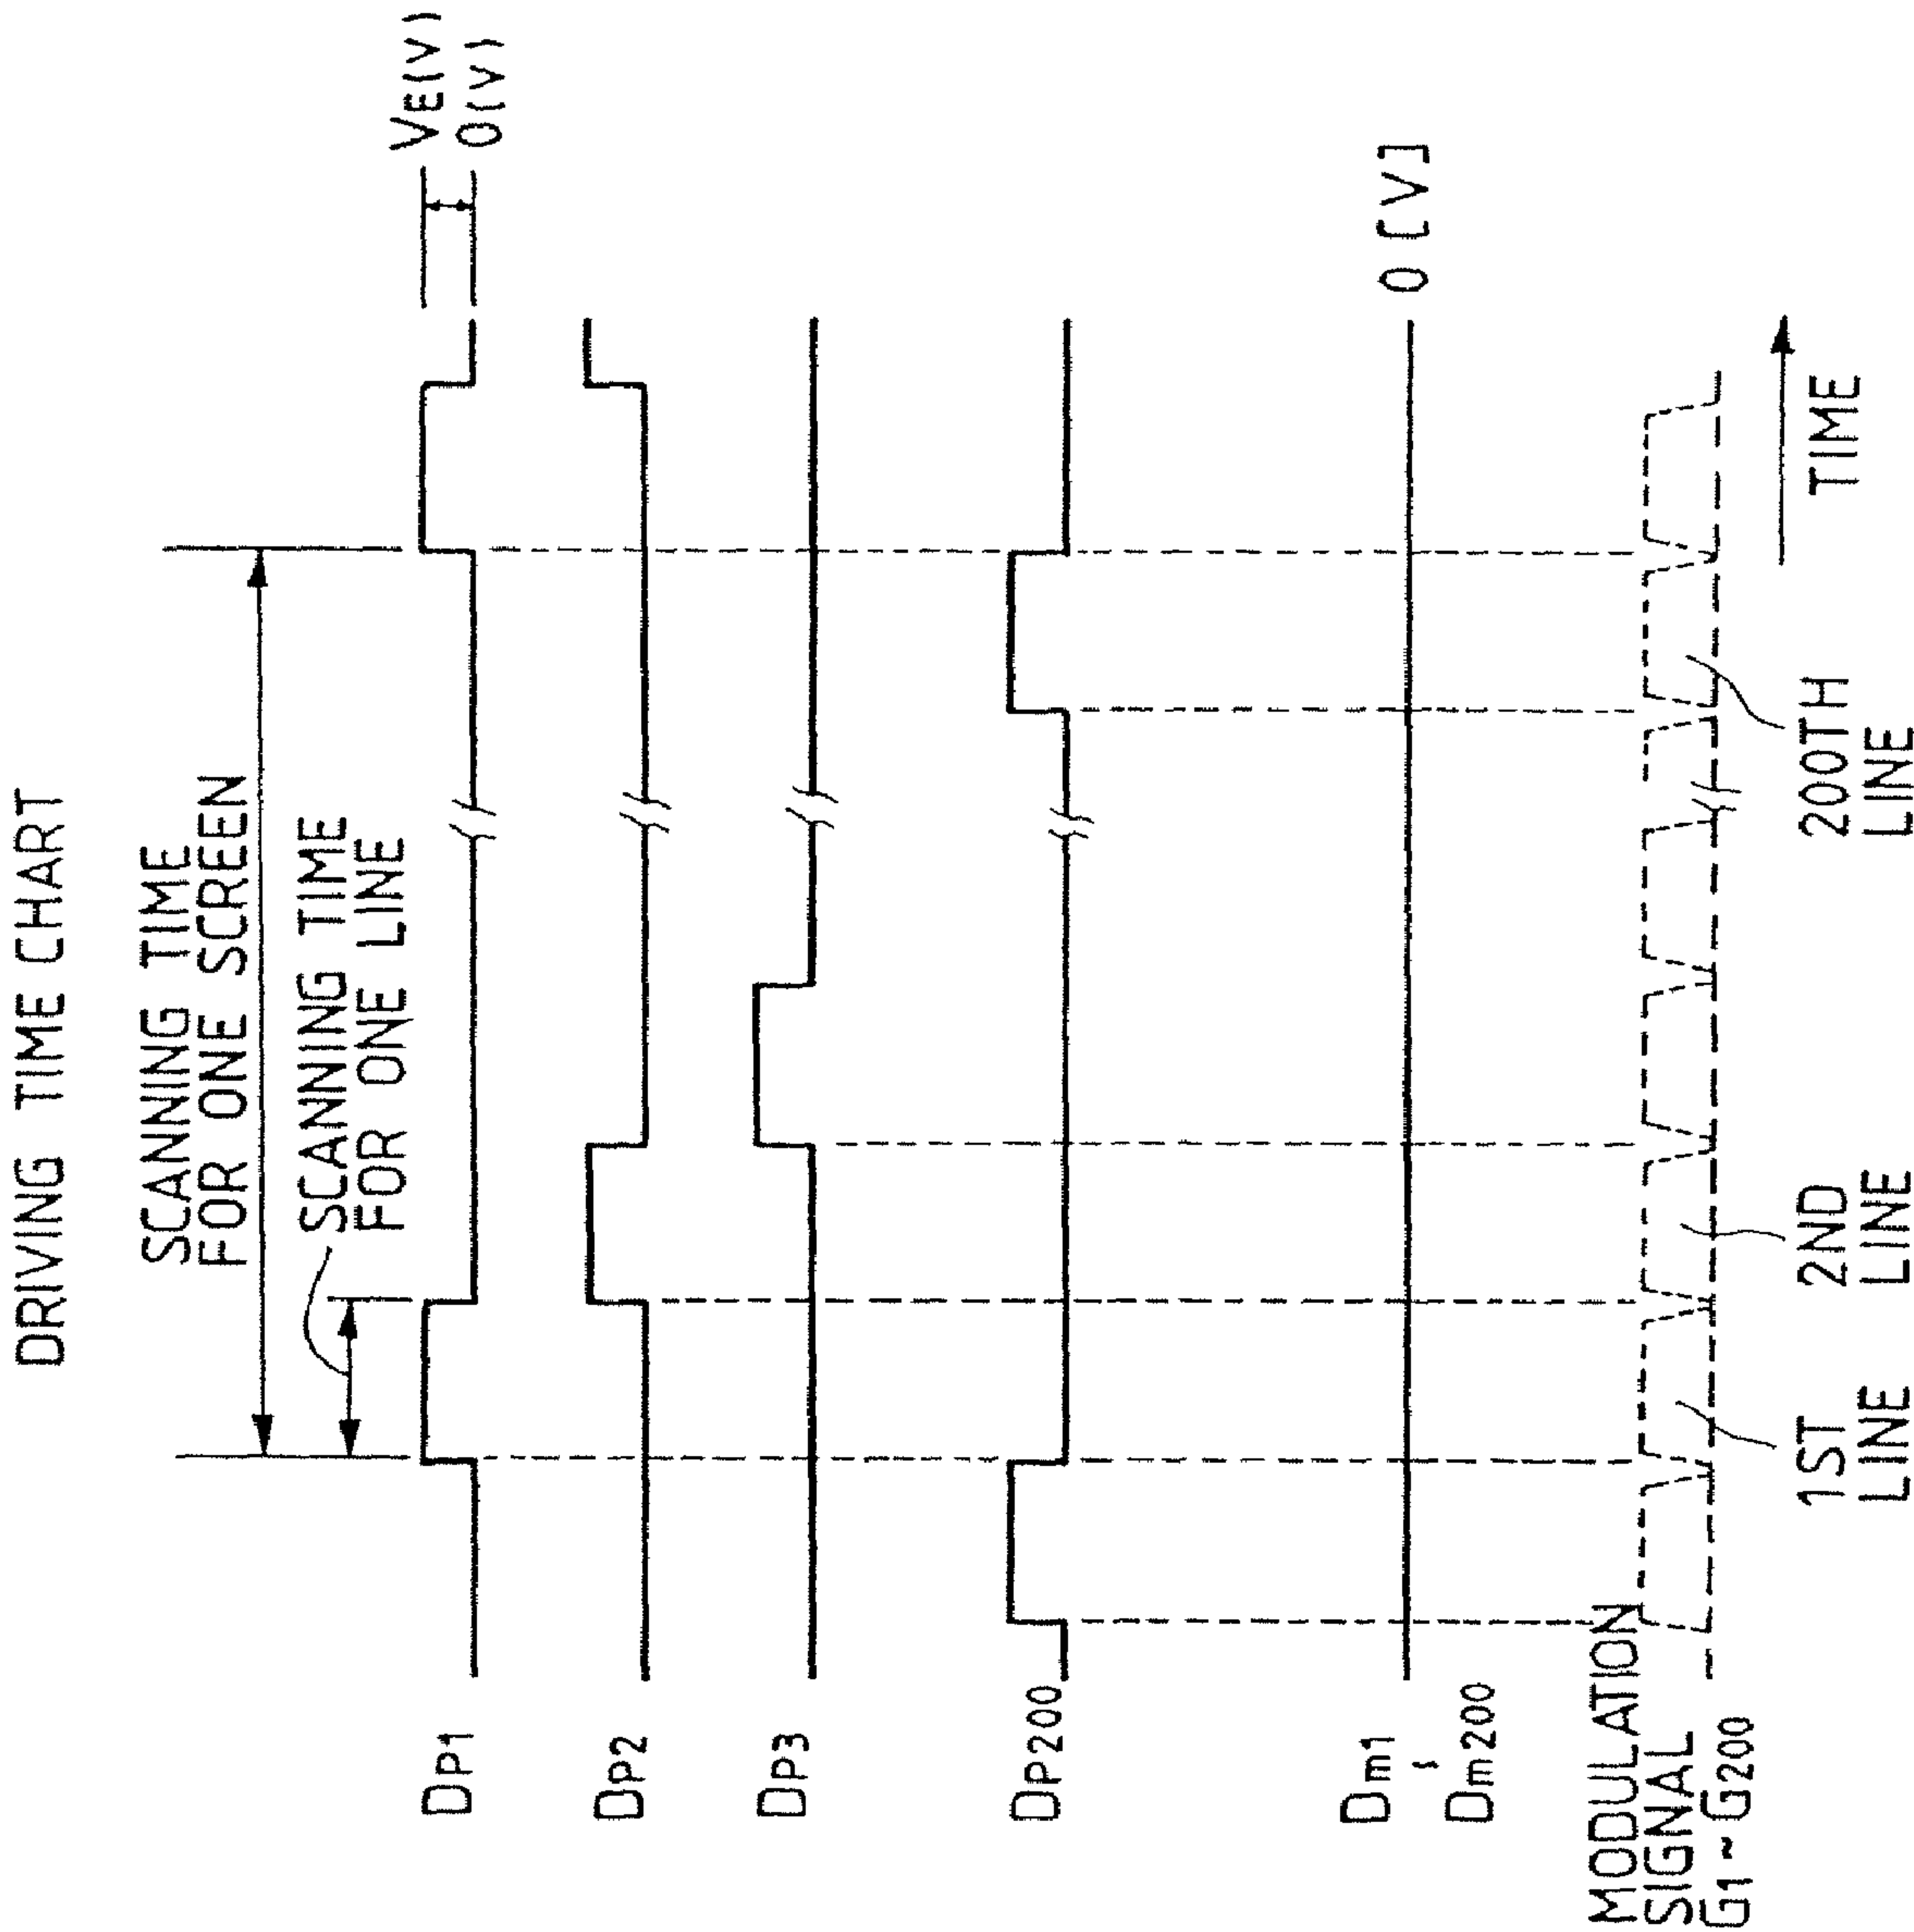 DRIVING TIME CHART
SCANNING TIME
FOR ONE SCREEN
SCANNING TIME
FOR ONE LINE
VE(V)
0(V)
DP1
DP2
DP3
DP200
Dm1
~
Dm200
0 [V]
MODULATION
SIGNAL
G1~G200
1ST
LINE
2ND
LINE
200TH
LINE
TIME